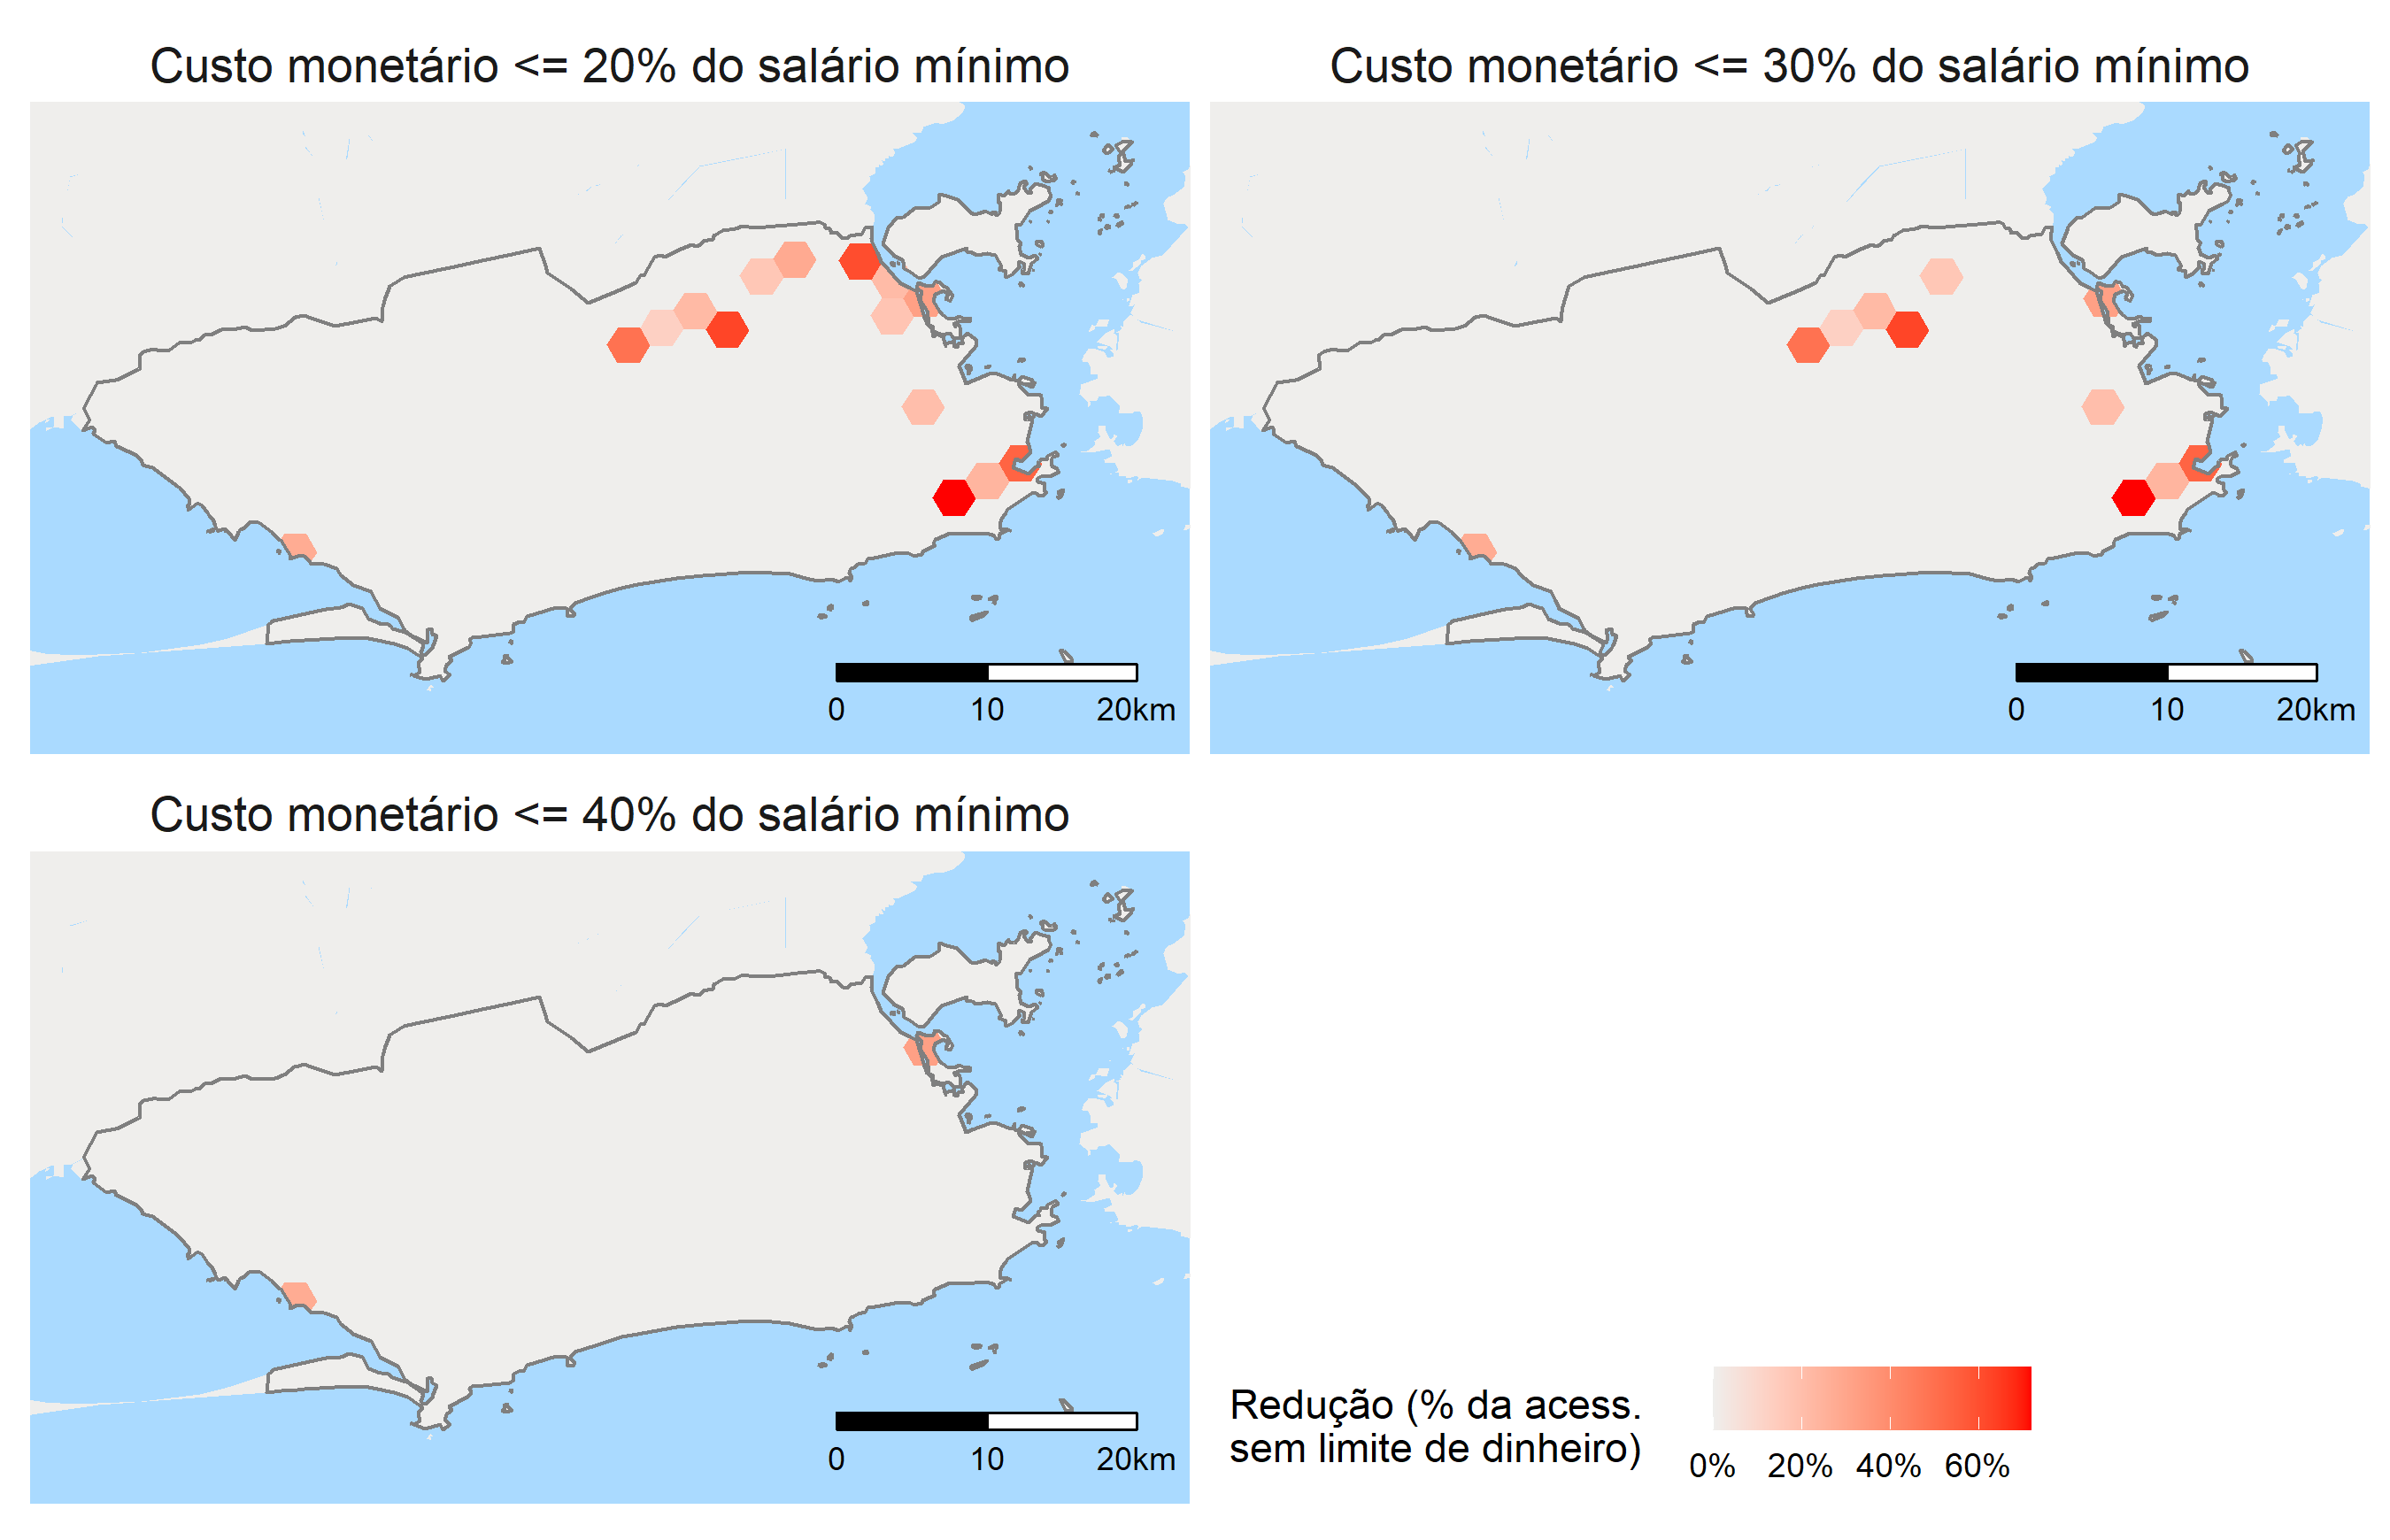 Custo monetário <= 20% do salário mínimo
Custo monetário <= 30% do salário mínimo
0 10 20km
0 10 20km
Custo monetário <= 40% do salário mínimo
0 10 20km
Redução (% da acess.
sem limite de dinheiro)
0% 20% 40% 60%